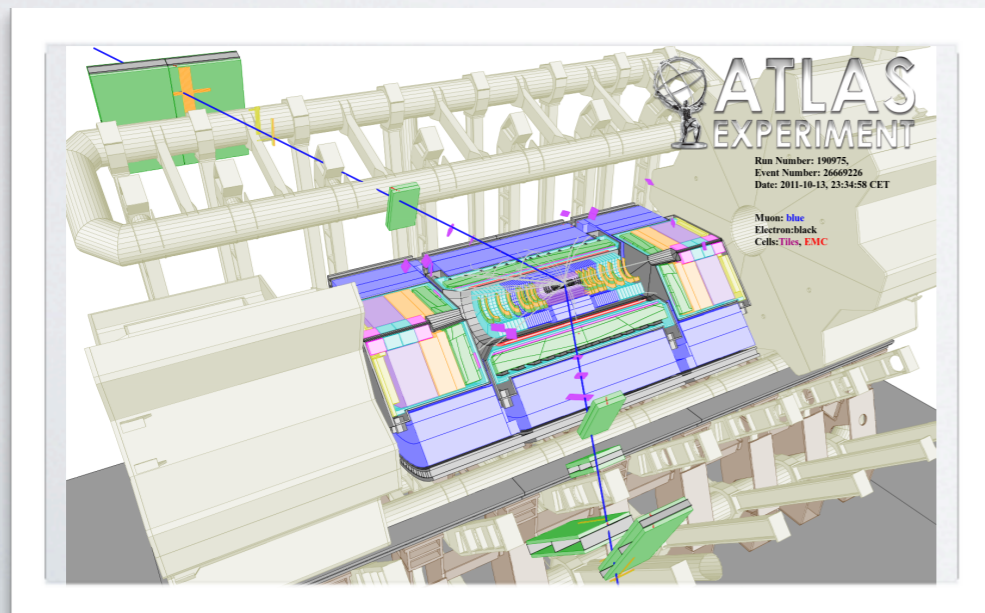 ATLAS
EXPERIMENT
Run Number: 190975,
Event Number: 26669226
Date: 2011-10-13, 23:34:58 CET
Muon: blue
Electron:black
Cells:Tiles, EMC